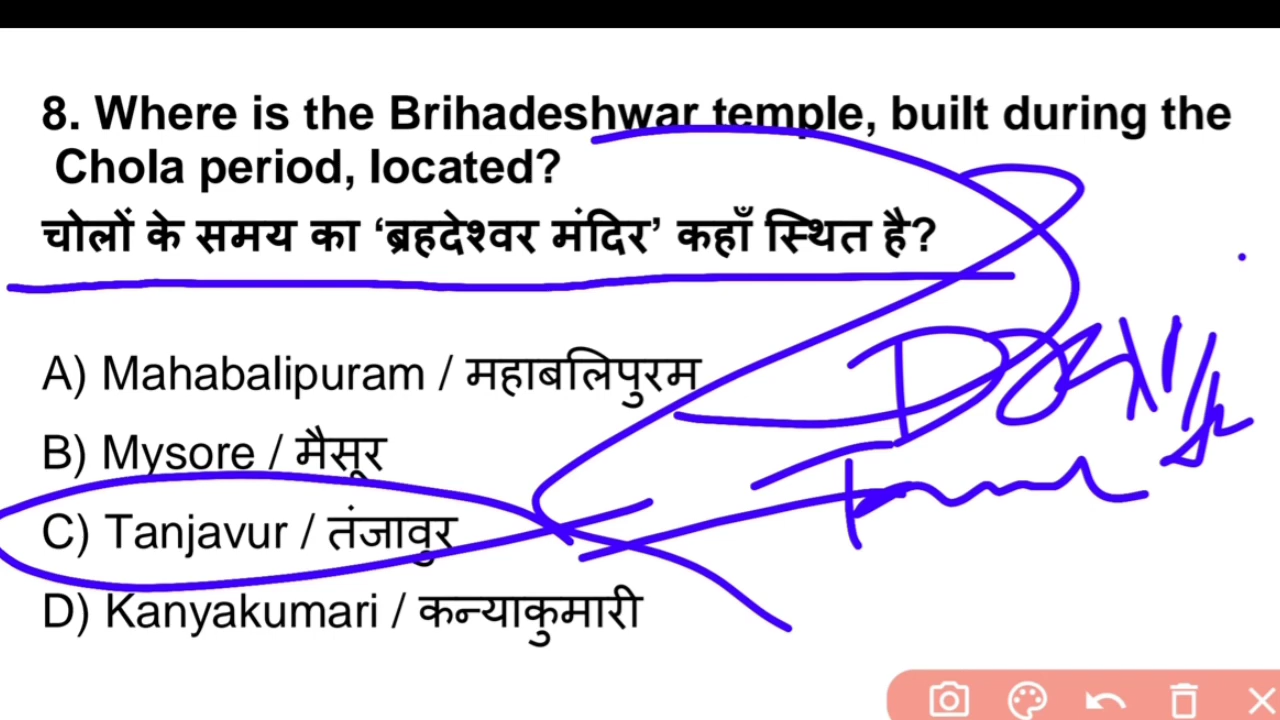 8. Where is the Brihadeshwar temple, built during the
Chola period, located?
चोलों के समय का ‘ब्रहदेश्वर मंदिर’ कहाँ स्थित है?
A) Mahabalipuram / महाबलिपुरम
B) Mysore / मैसूर
C) Tanjavur / तंजावुर
D) Kanyakumari / कन्याकुमारी